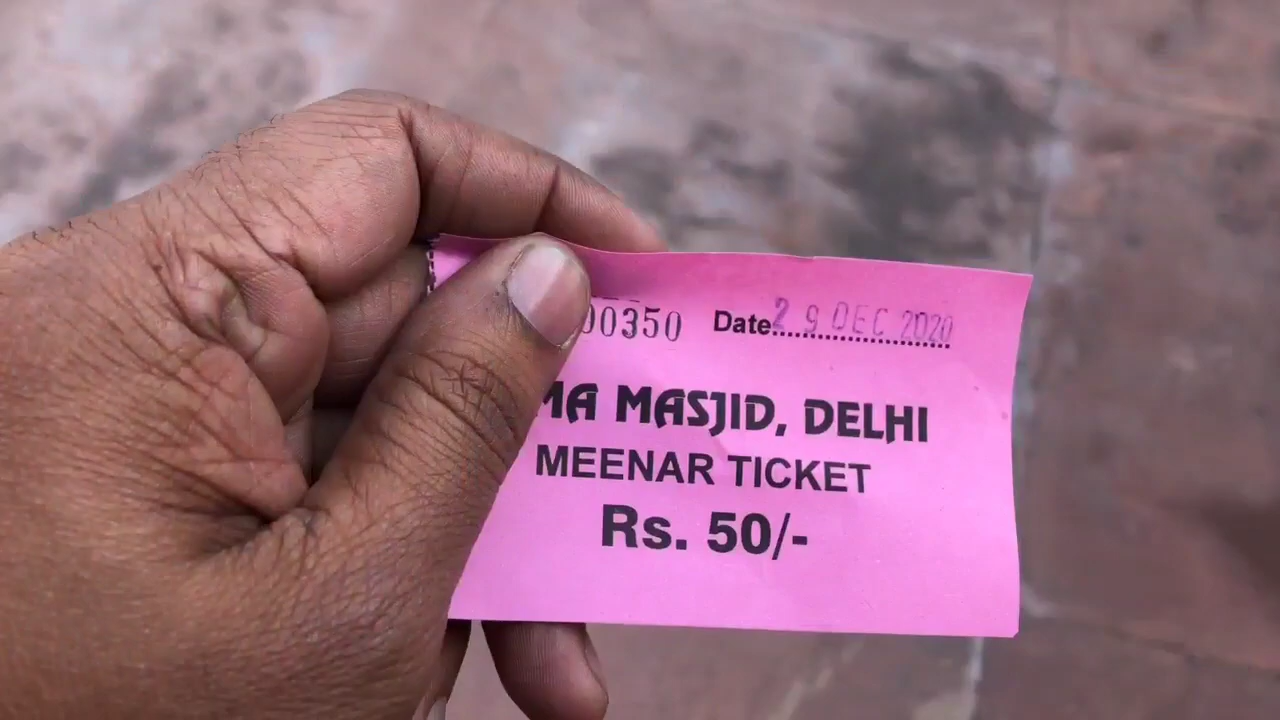 00350 Date 29 DEC 2020
MA MASJID, DELHI
MEENAR TICKET
Rs. 50/-